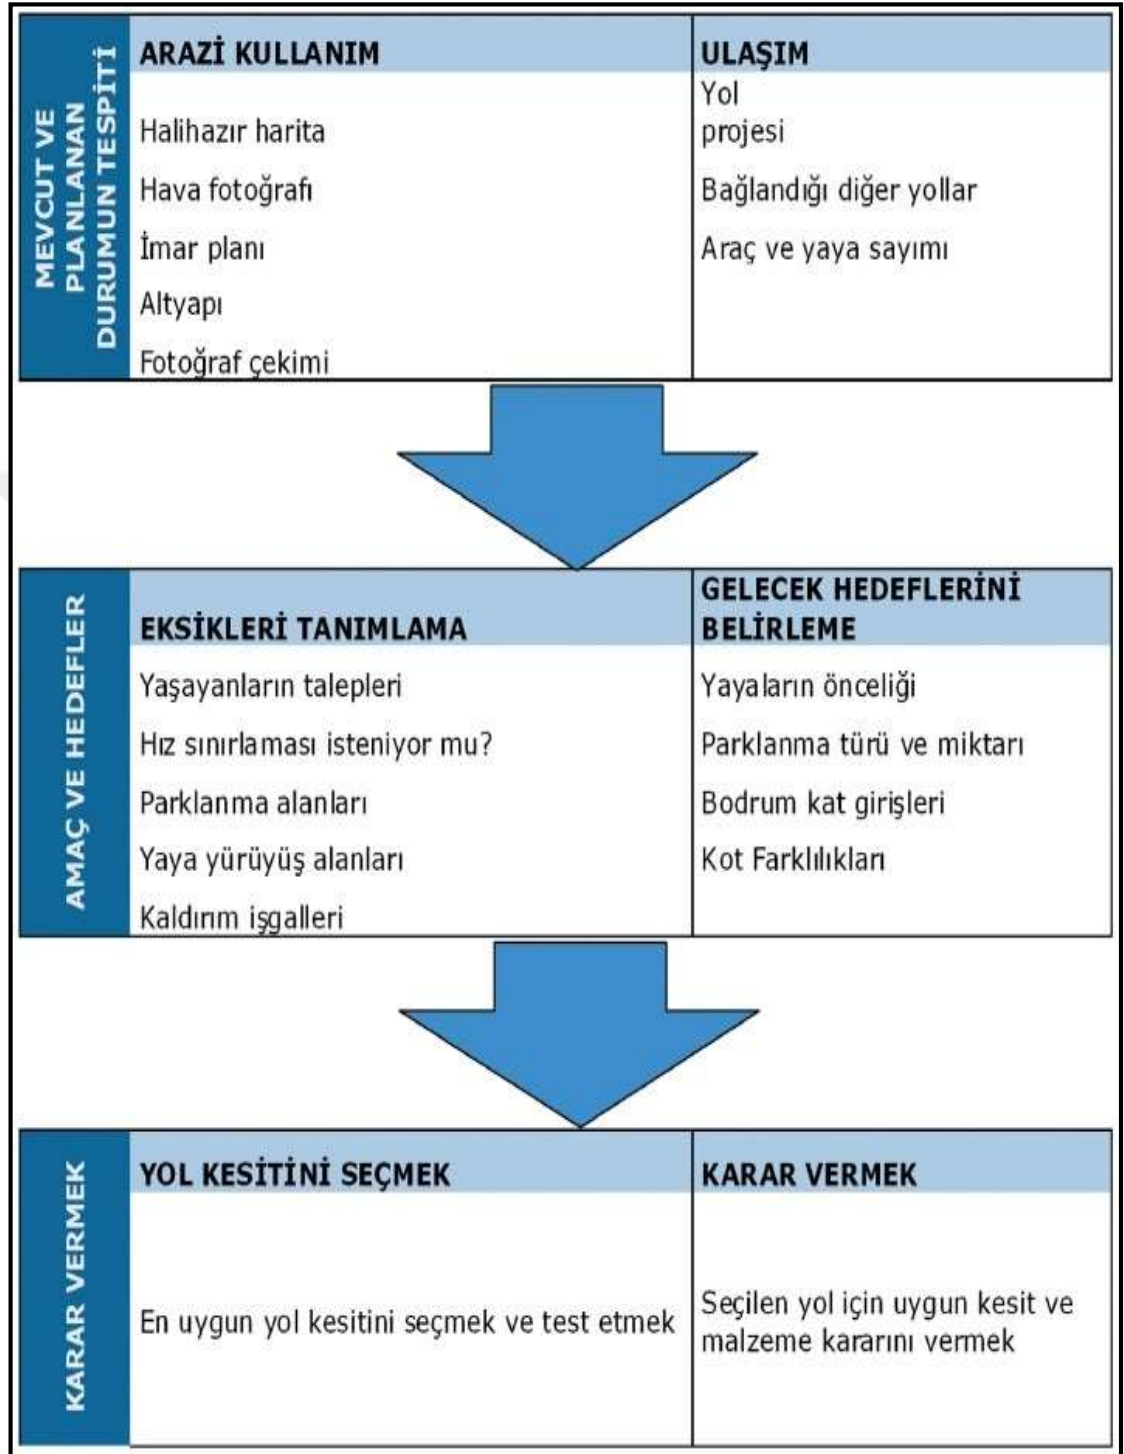 MEVCUT VE
PLANLANAN
DURUMUN TESPİTİ
ARAZİ KULLANIM
Halihazır harita
Hava fotoğrafı
İmar planı
Altyapı
Fotoğraf çekimi
ULAŞIM
Yol
projesi
Bağlandığı diğer yollar
Araç ve yaya sayımı
AMAÇ VE HEDEFLER
EKSİKLERİ TANIMLAMA
Yaşayanların talepleri
Hız sınırlaması isteniyor mu?
Parklanma alanları
Yaya yürüyüş alanları
Kaldırım işgalleri
GELECEK HEDEFLERİNİ
BELİRLEME
Yayaların önceliği
Parklanma türü ve miktarı
Bodrum kat girişleri
Kot Farklılıkları
KARAR VERMEK
YOL KESİTİNİ SEÇMEK
En uygun yol kesitini seçmek ve test etmek
KARAR VERMEK
Seçilen yol için uygun kesit ve
malzeme kararını vermek